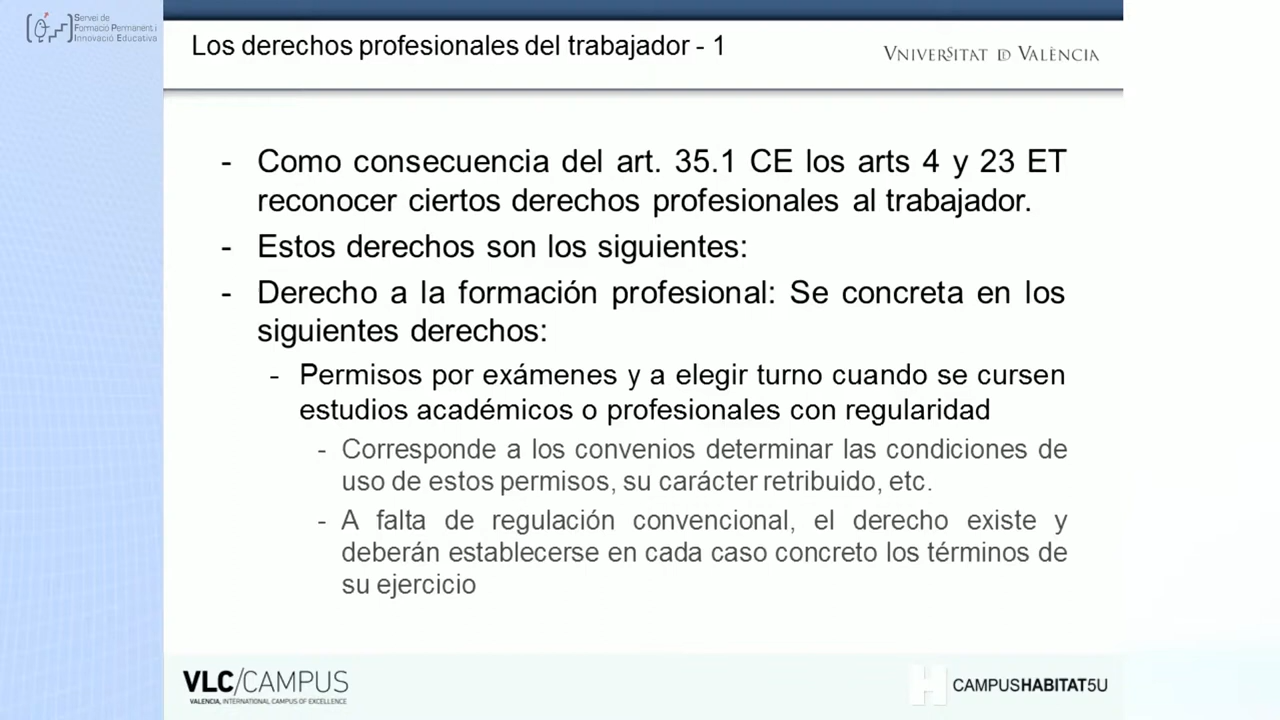 Servei de
Formació Permanent i
Innovació Educativa
Los derechos profesionales del trabajador - 1
VNIVERSITAT DE VALÈNCIA
- Como consecuencia del art. 35.1 CE los arts 4 y 23 ET
reconocer ciertos derechos profesionales al trabajador.
- Estos derechos son los siguientes:
- Derecho a la formación profesional: Se concreta en los
siguientes derechos:
- Permisos por exámenes y a elegir turno cuando se cursen
estudios académicos o profesionales con regularidad
- Corresponde a los convenios determinar las condiciones de
uso de estos permisos, su carácter retribuido, etc.
- A falta de regulación convencional, el derecho existe y
deberán establecerse en cada caso concreto los términos de
su ejercicio
VLC/CAMPUS
VALENCIA, INTERNATIONAL CAMPUS OF EXCELLENCE
H CAMPUSHABITAT5U